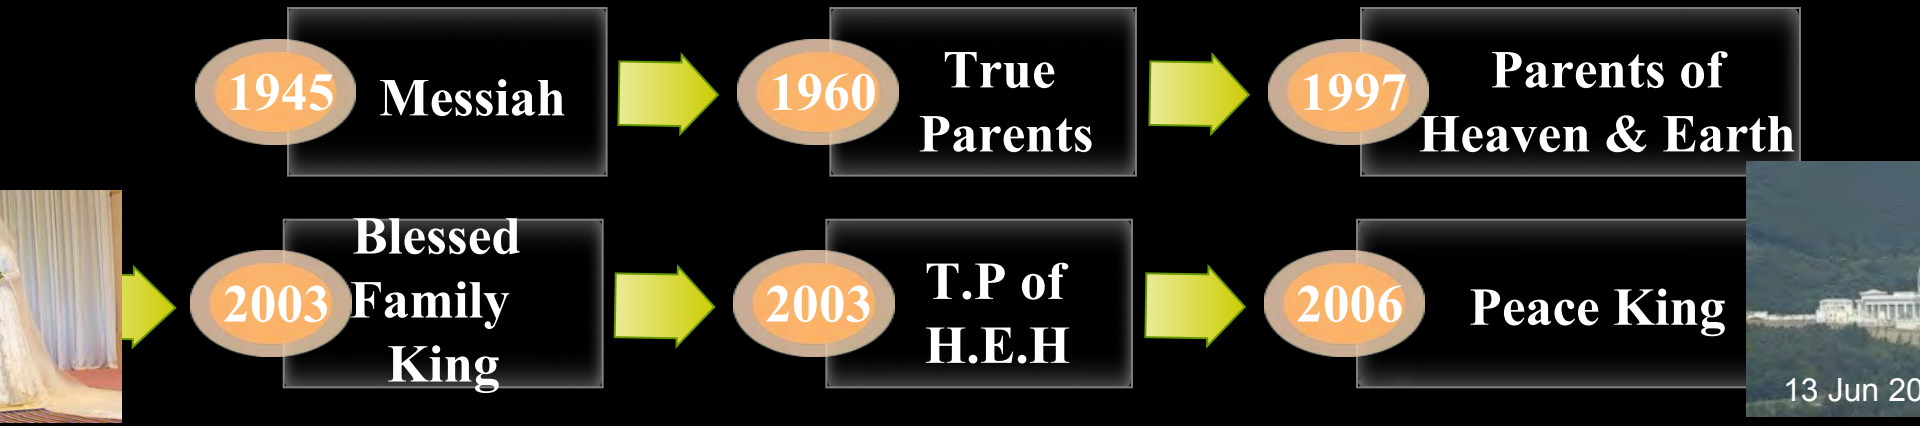 1945
Messiah
1960
True
Parents
1997
Parents of
Heaven & Earth
2003
Blessed
Family
King
2003
T.P of
H.E.H
2006
Peace King
13 Jun 20